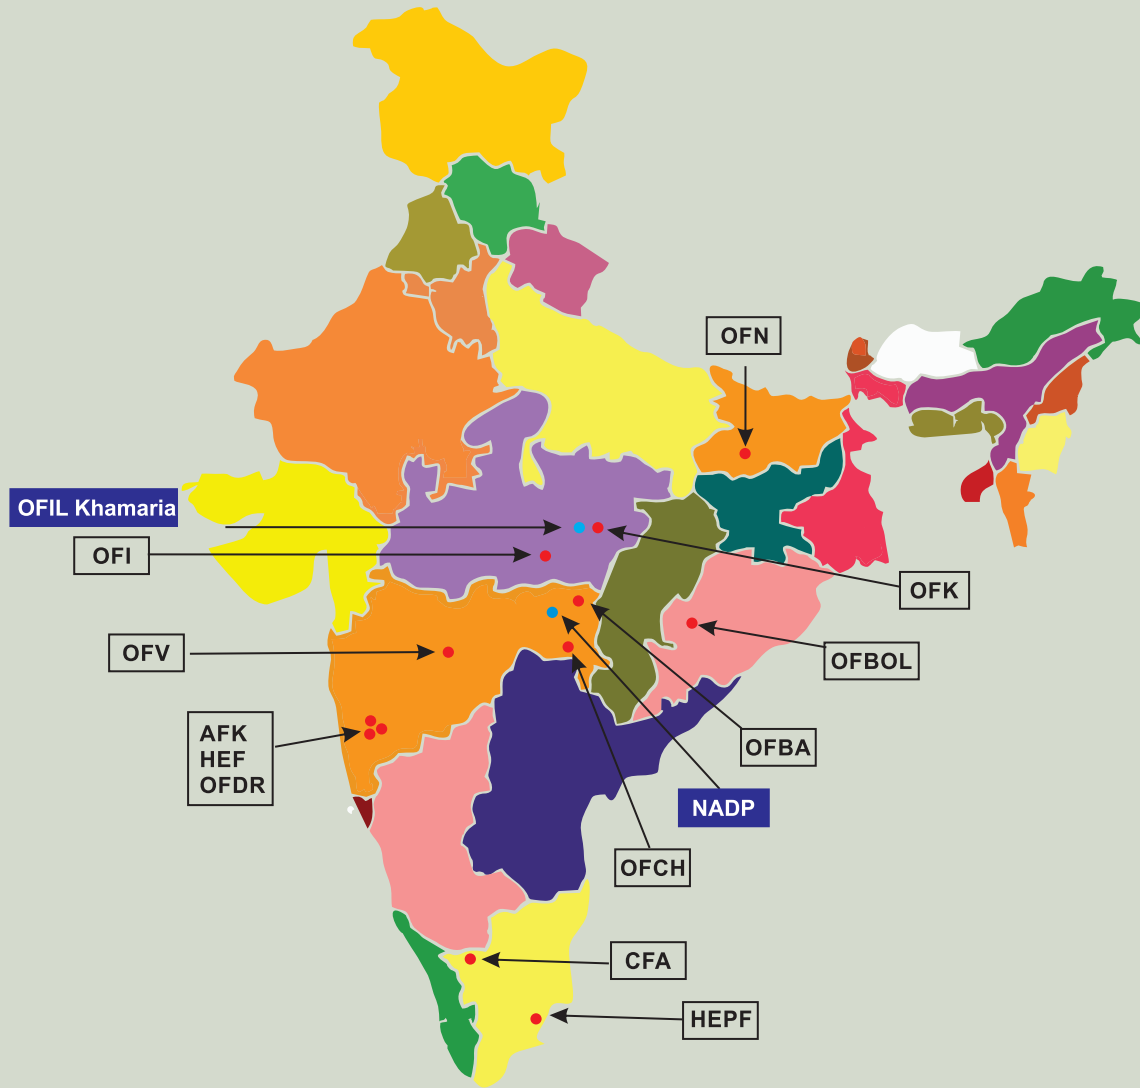 OFN
OFIL Khamaria
OFI
OFK
OFV
OFBOL
AFK
HEF
OFDR
OFBA
NADP
OFCH
CFA
HEPF